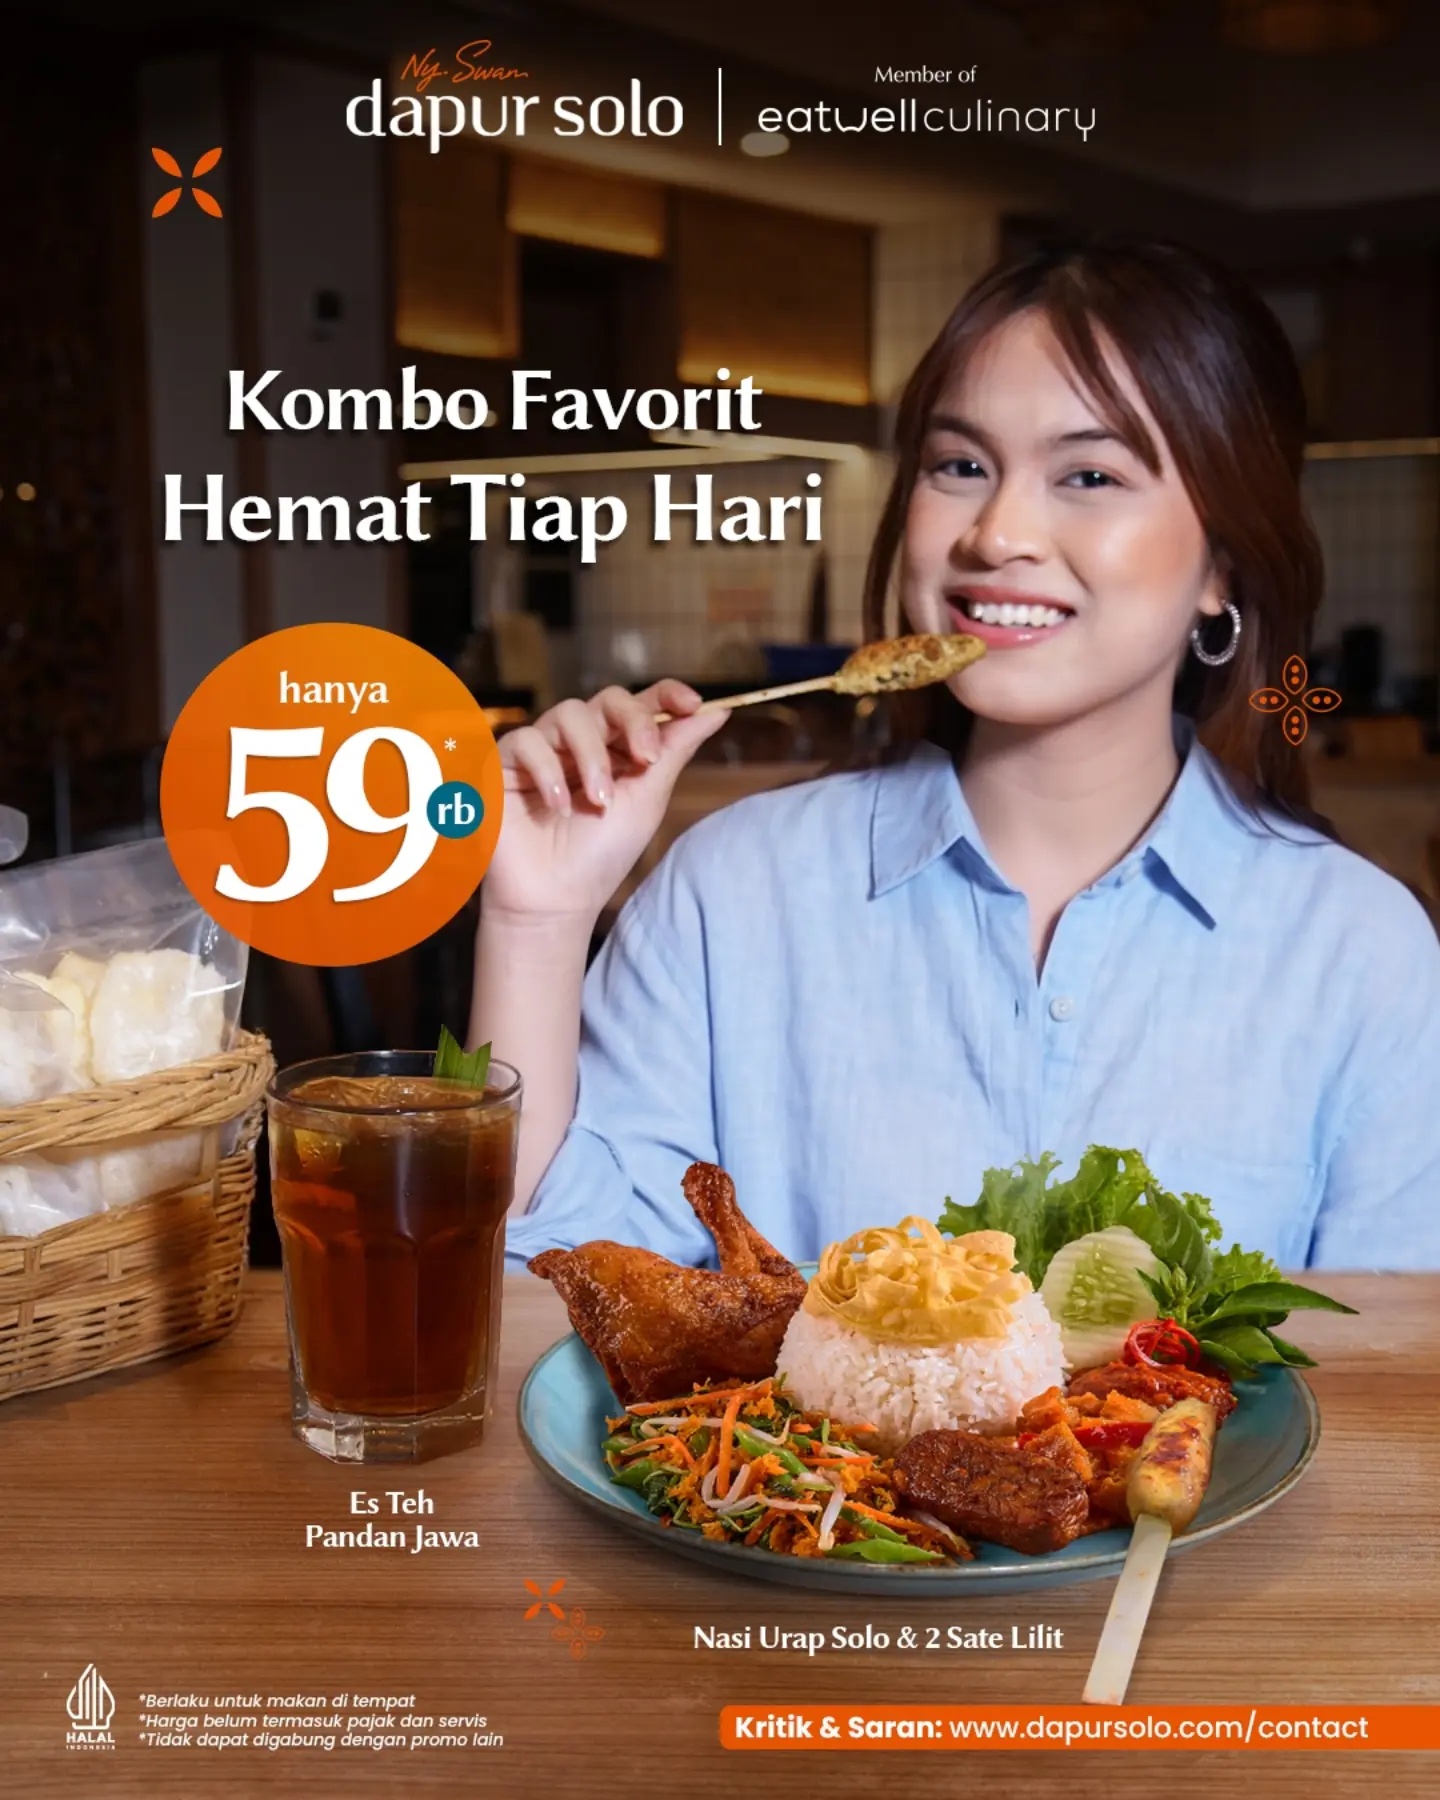 Ny. Swan
dapur solo
Member of
eatwellculinary
Kombo Favorit
Hemat Tiap Hari
hanya
59*
rb
Es Teh
Pandan Jawa
Nasi Urap Solo & 2 Sate Lilit
HALAL
INDONESIA
*Berlaku untuk makan di tempat
*Harga belum termasuk pajak dan servis
*Tidak dapat digabung dengan promo lain
Kritik & Saran: www.dapursolo.com/contact